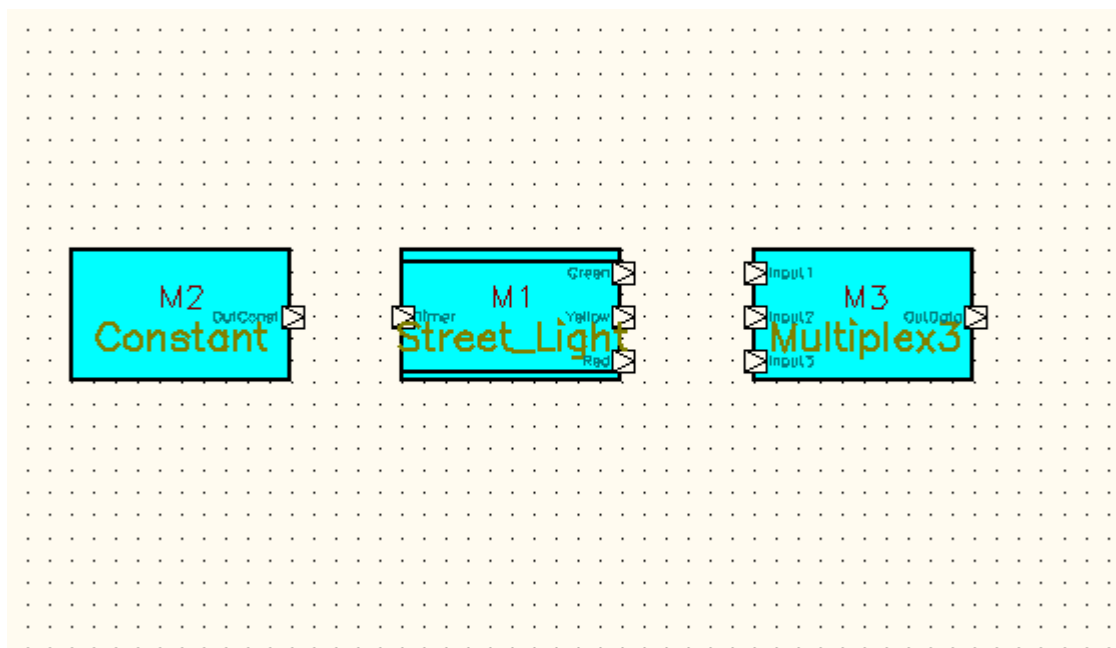 M2
OutConst
Constant
Green
M1
Timer
Yellow
Street_Light
Red
Input1
M3
Input2
OutData
Multiplex3
Input3